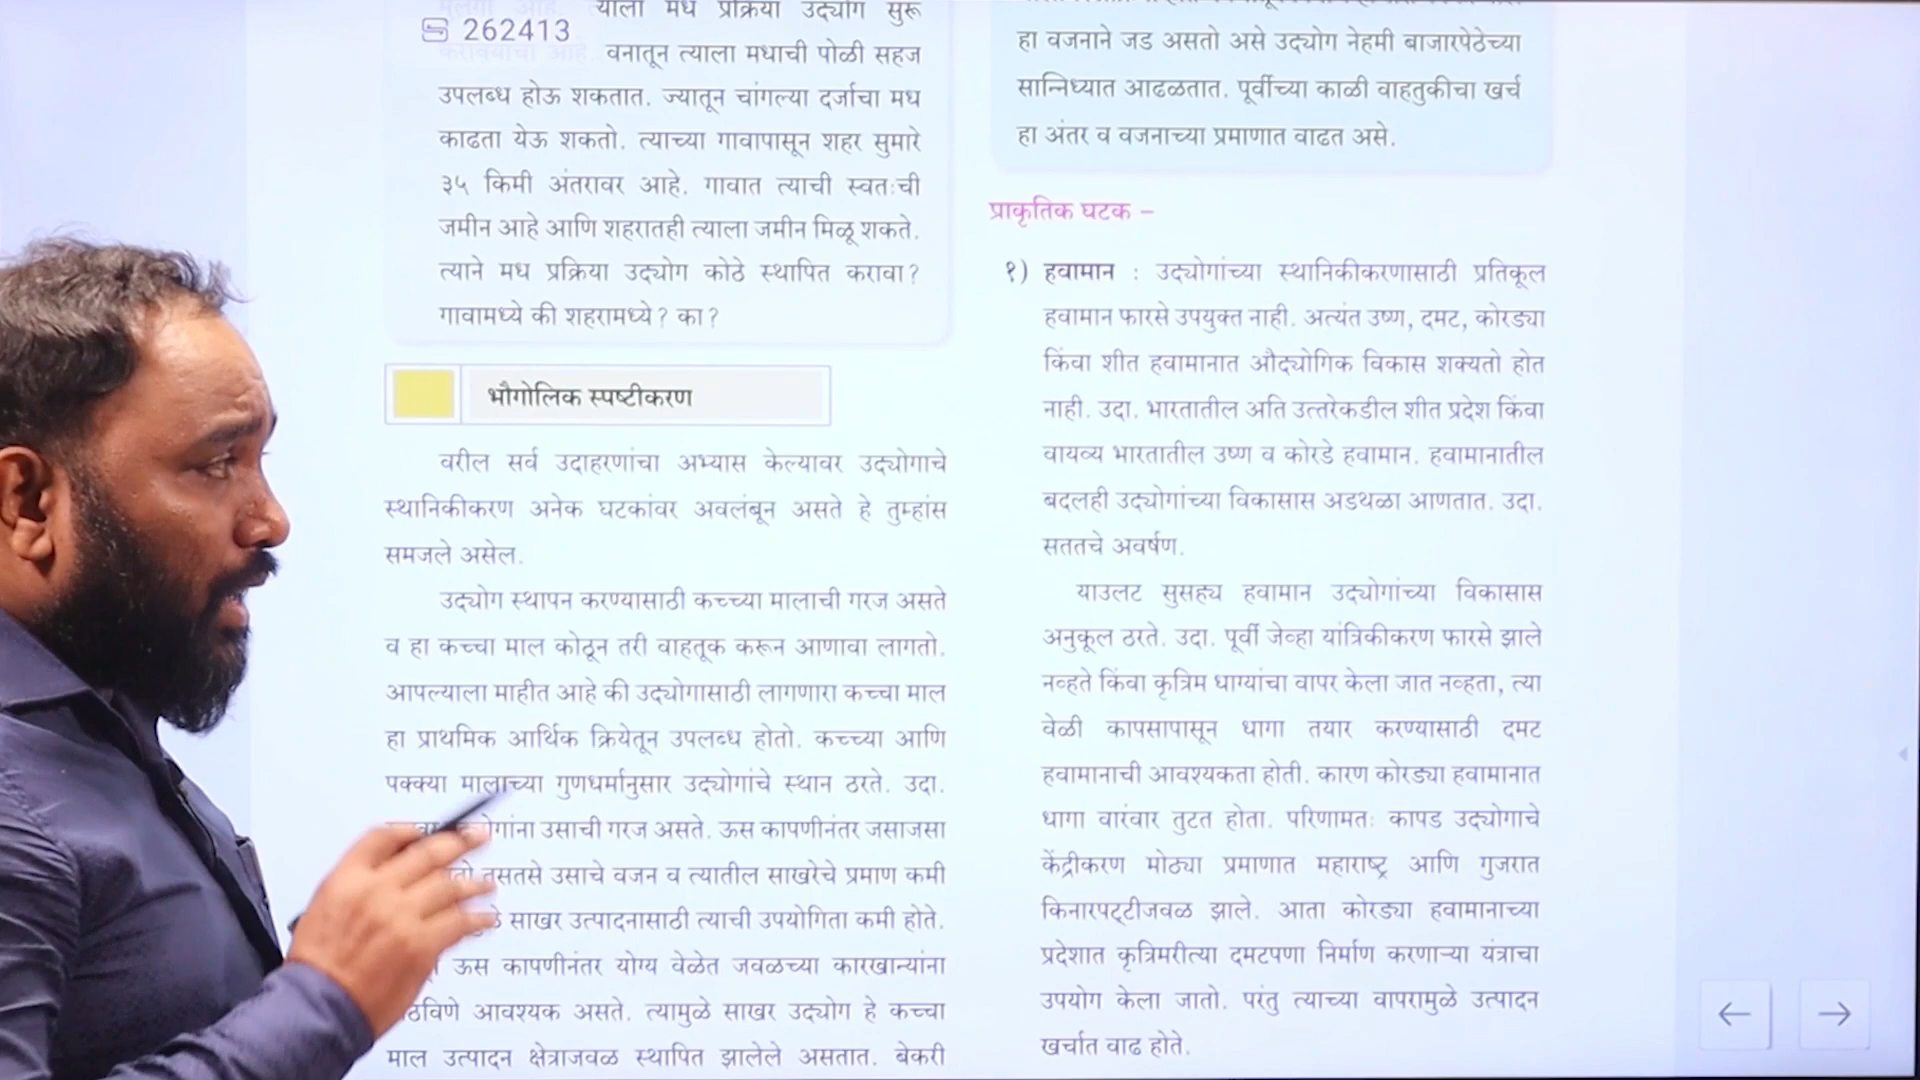 262413
त्याला मध प्रक्रिया उद्योग सुरू
करावयाचा आहे. वनातून त्याला मधाची पोळी सहज
उपलब्ध होऊ शकतात. ज्यातून चांगल्या दर्जाचा मध
काढता येऊ शकतो. त्याच्या गावापासून शहर सुमारे
३५ किमी अंतरावर आहे. गावात त्याची स्वतःची
जमीन आहे आणि शहरातही त्याला जमीन मिळू शकते.
त्याने मध प्रक्रिया उद्योग कोठे स्थापित करावा?
गावामध्ये की शहरामध्ये? का?
भौगोलिक स्पष्टीकरण
वरील सर्व उदाहरणांचा अभ्यास केल्यावर उद्योगाचे
स्थानिकीकरण अनेक घटकांवर अवलंबून असते हे तुम्हांस
समजले असेल.
उद्योग स्थापन करण्यासाठी कच्च्या मालाची गरज असते
व हा कच्चा माल कोठून तरी वाहतूक करून आणावा लागतो.
आपल्याला माहीत आहे की उद्योगासाठी लागणारा कच्चा माल
हा प्राथमिक आर्थिक क्रियेतून उपलब्ध होतो. कच्च्या आणि
पक्क्या मालाच्या गुणधर्मानुसार उद्योगांचे स्थान ठरते. उदा.
उसाची गरज असते. ऊस कापणीनंतर जसाजसा
तसतसे उसाचे वजन व त्यातील साखरेचे प्रमाण कमी
साखर उत्पादनासाठी त्याची उपयोगिता कमी होते.
ऊस कापणीनंतर योग्य वेळेत जवळच्या कारखान्यांना
आवश्यक असते. त्यामुळे साखर उद्योग हे कच्चा
माल उत्पादन क्षेत्राजवळ स्थापित झालेले असतात. बेकरी
हा वजनाने जड असतो असे उद्योग नेहमी बाजारपेठेच्या
सान्निध्यात आढळतात. पूर्वीच्या काळी वाहतुकीचा खर्च
हा अंतर व वजनाच्या प्रमाणात वाढत असे.
प्राकृतिक घटक –
१) हवामान : उद्योगांच्या स्थानिकीकरणासाठी प्रतिकूल
हवामान फारसे उपयुक्त नाही. अत्यंत उष्ण, दमट, कोरड्या
किंवा शीत हवामानात औद्योगिक विकास शक्यतो होत
नाही. उदा. भारतातील अति उत्तरेकडील शीत प्रदेश किंवा
वायव्य भारतातील उष्ण व कोरडे हवामान. हवामानातील
बदलही उद्योगांच्या विकासास अडथळा आणतात. उदा.
सततचे अवर्षण.
याउलट सुसह्य हवामान उद्योगांच्या विकासास
अनुकूल ठरते. उदा. पूर्वी जेव्हा यांत्रिकीकरण फारसे झाले
नव्हते किंवा कृत्रिम धाग्यांचा वापर केला जात नव्हता, त्या
वेळी कापसापासून धागा तयार करण्यासाठी दमट
हवामानाची आवश्यकता होती. कारण कोरड्या हवामानात
धागा वारंवार तुटत होता. परिणामतः कापड उद्योगाचे
केंद्रीकरण मोठ्या प्रमाणात महाराष्ट्र आणि गुजरात
किनारपट्टीजवळ झाले. आता कोरड्या हवामानाच्या
प्रदेशात कृत्रिमरीत्या दमटपणा निर्माण करणाऱ्या यंत्राचा
उपयोग केला जातो. परंतु त्याच्या वापरामुळे उत्पादन
खर्चात वाढ होते.